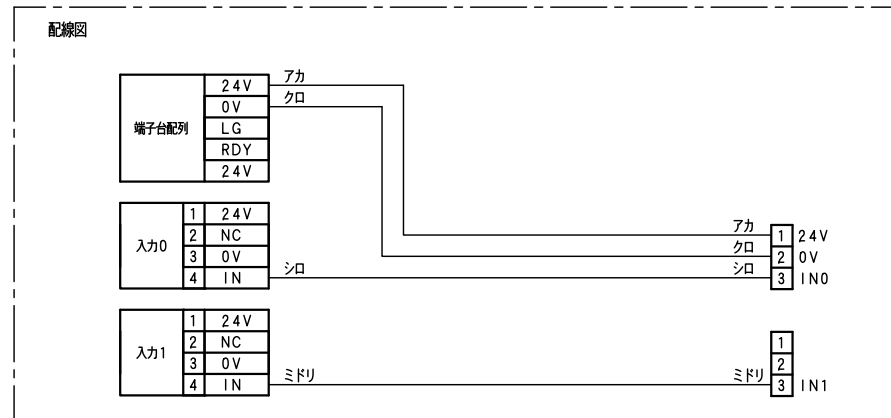 配線図
端子台配列
24V
0V
LG
RDY
24V
アカ
クロ
入力0
1 24V
2 NC
3 0V
4 IN
シロ
アカ
クロ
シロ
1 24V
2 0V
3 IN0
入力1
1 24V
2 NC
3 0V
4 IN
ミドリ
ミドリ
1
2
3 IN1